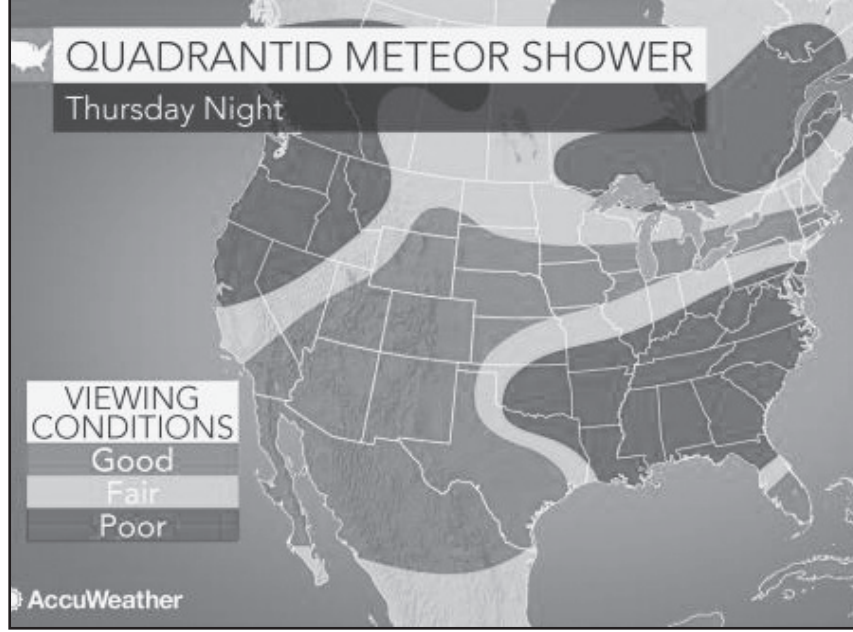 QUADRANTID METEOR SHOWER
Thursday Night
VIEWING
CONDITIONS
Good
Fair
Poor
AccuWeather